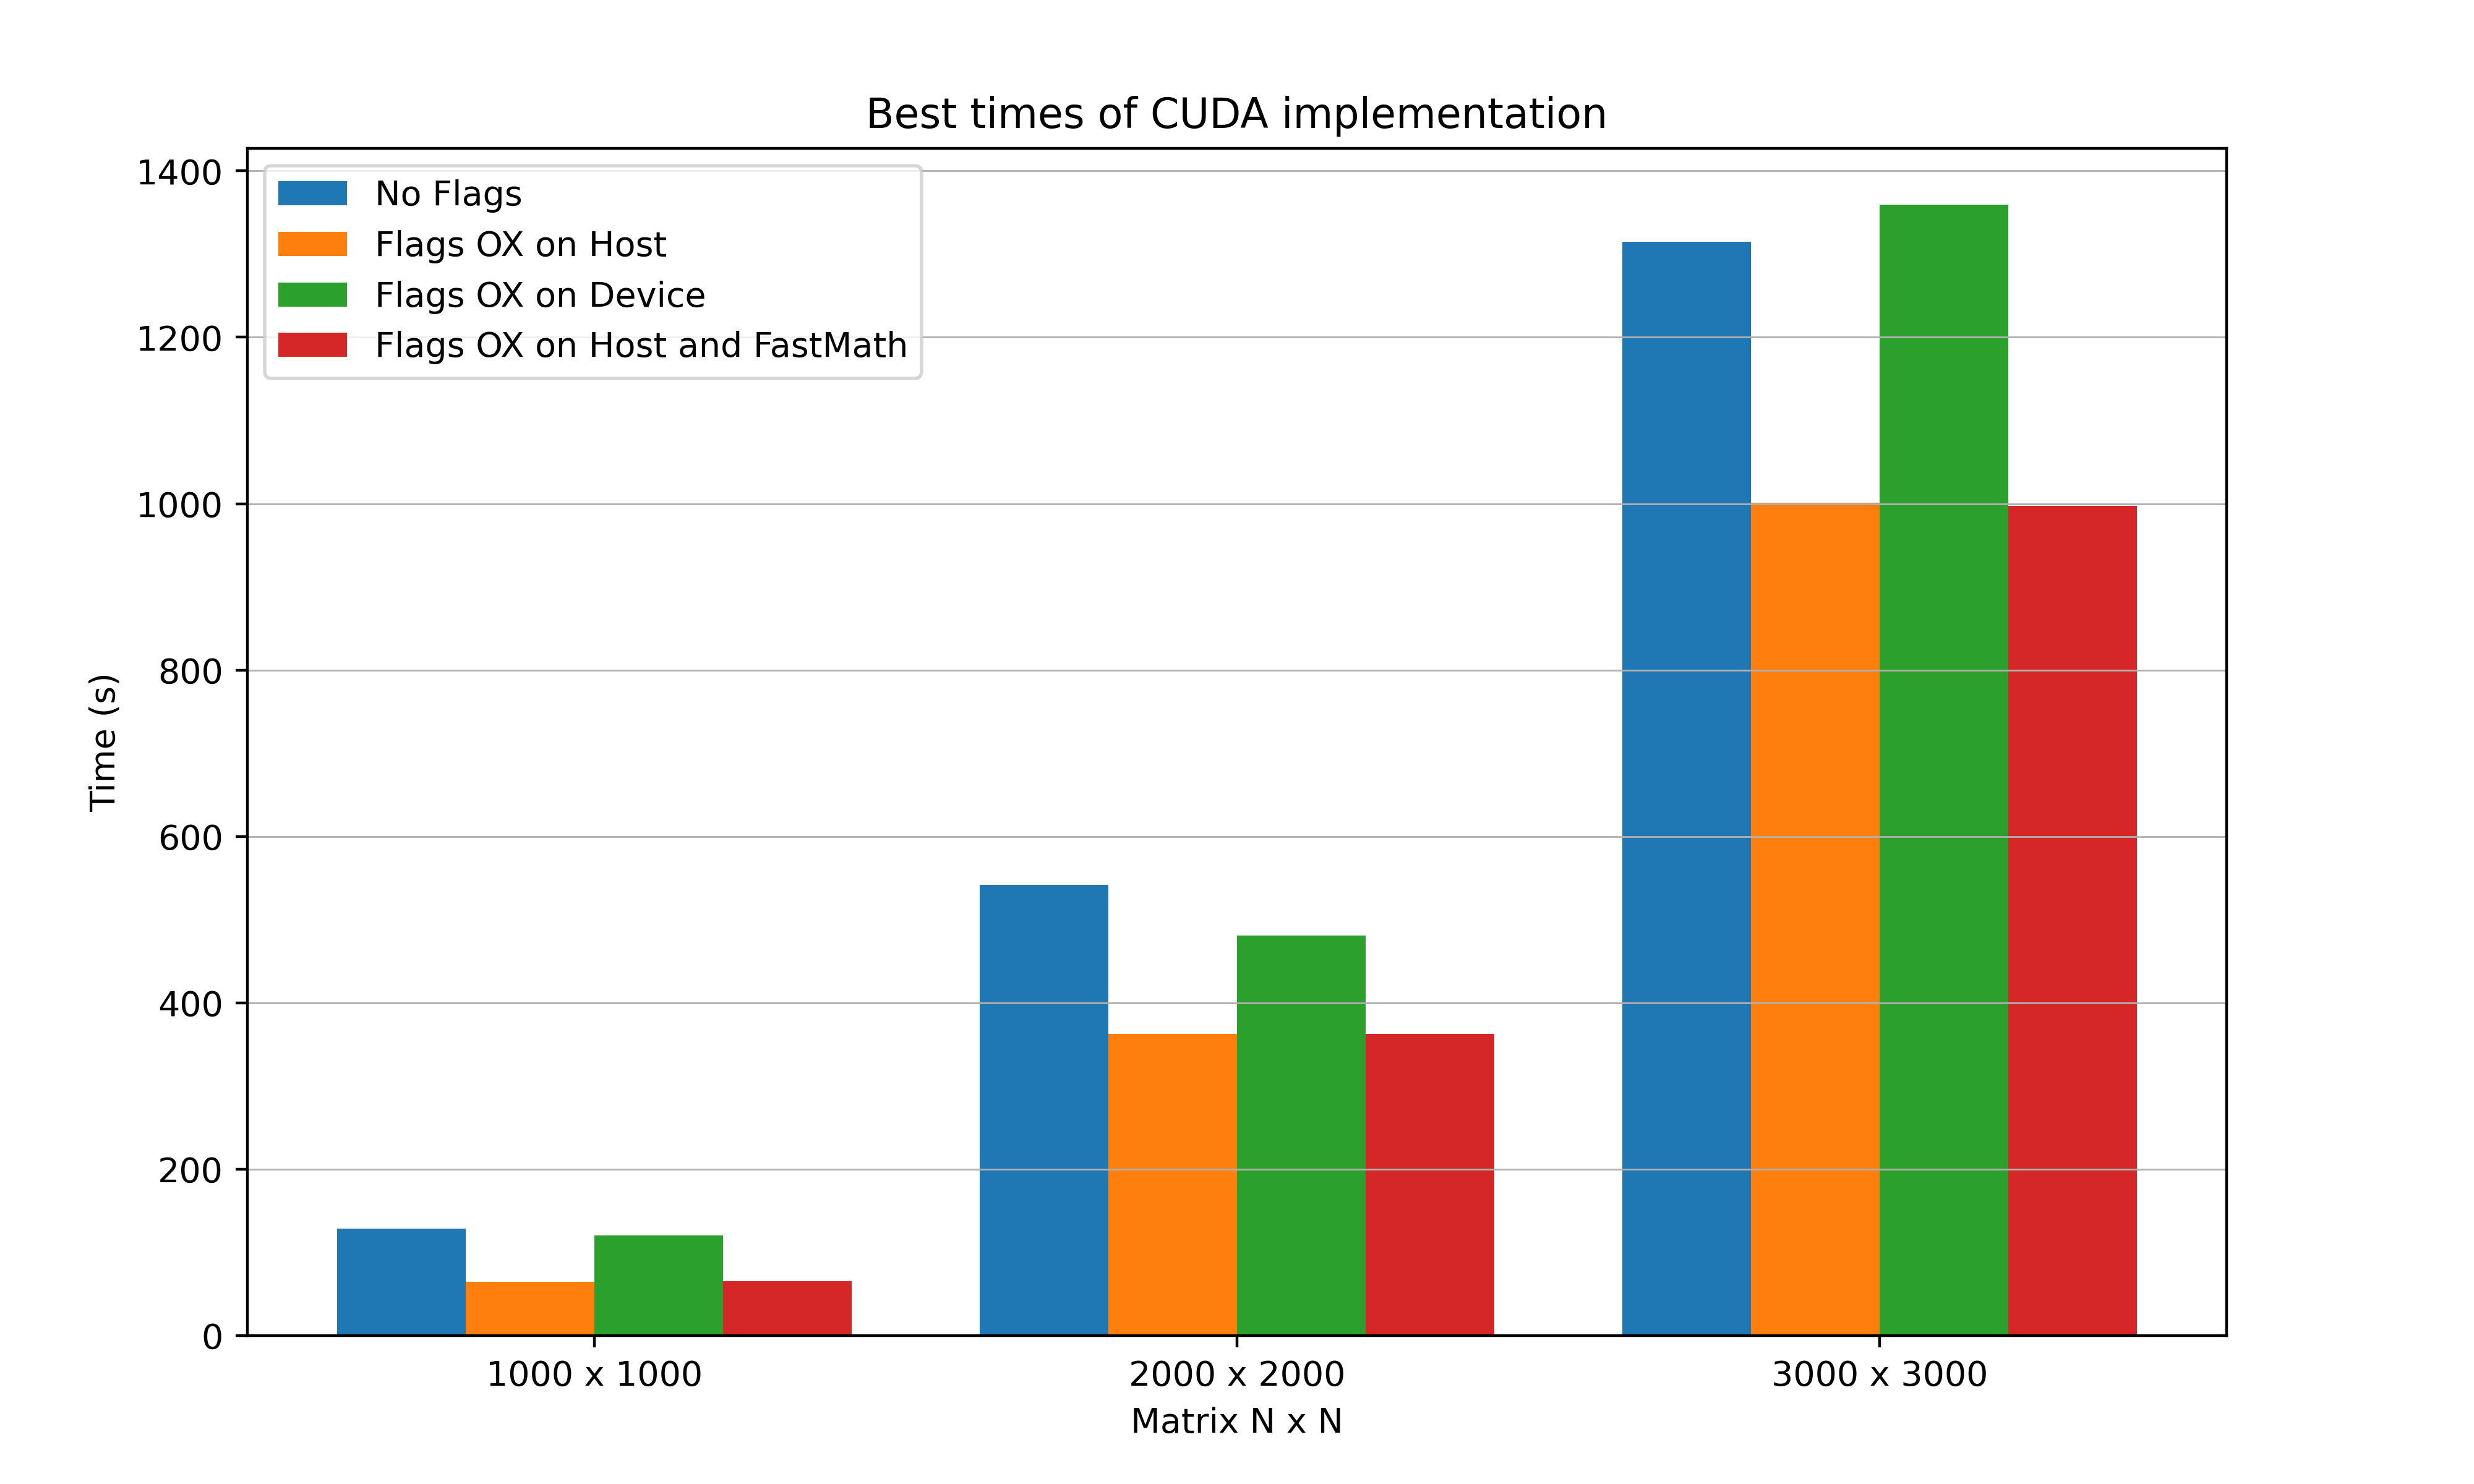 Best times of CUDA implementation
1400
1200
1000
800
600
400
200
0
Time (s)
No Flags
Flags OX on Host
Flags OX on Device
Flags OX on Host and FastMath
1000 x 1000
2000 x 2000
3000 x 3000
Matrix N x N